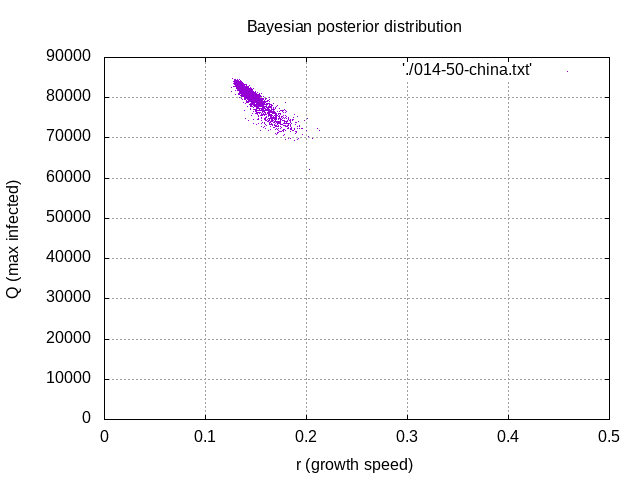 Bayesian posterior distribution
'./014-50-china.txt'
90000
80000
70000
60000
50000
40000
30000
20000
10000
0
Q (max infected)
0 0.1 0.2 0.3 0.4 0.5
r (growth speed)